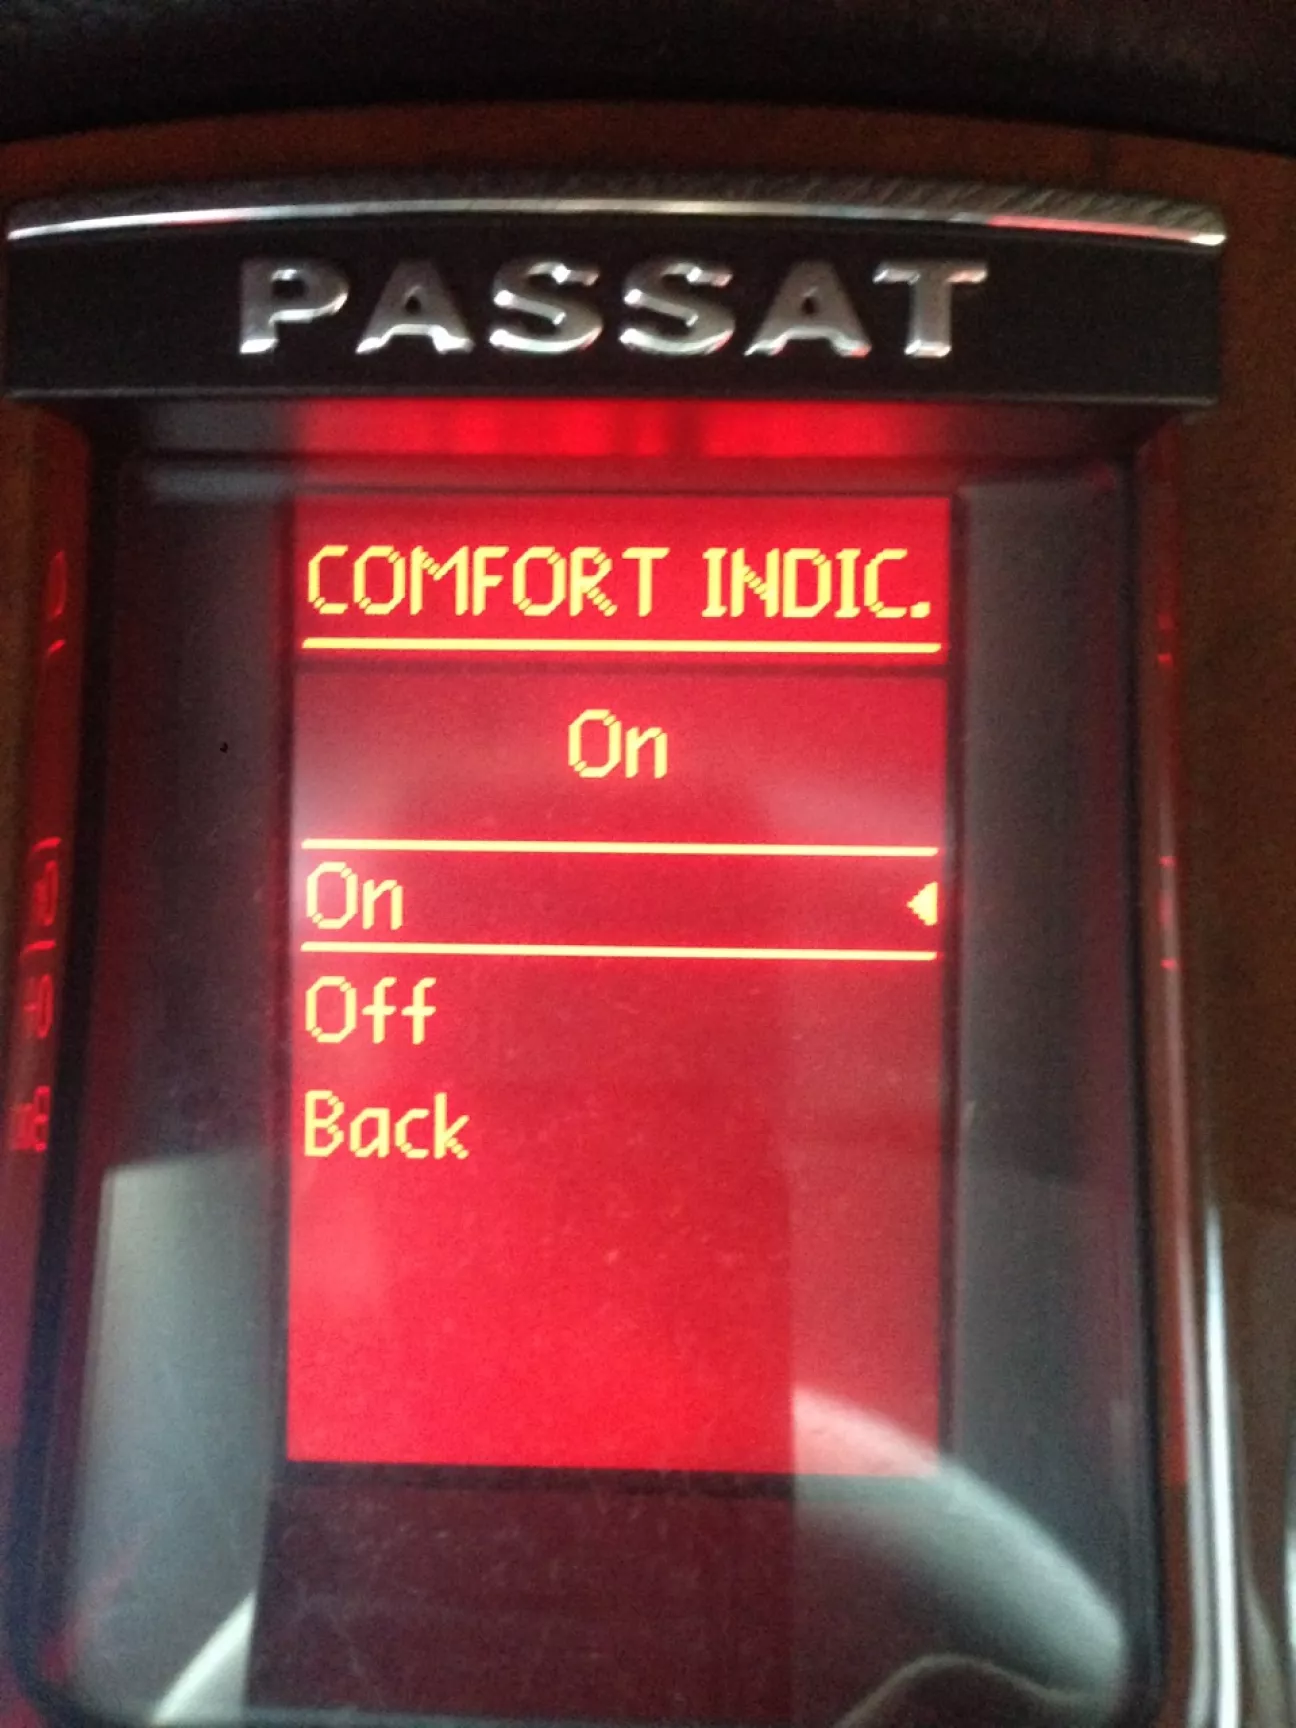 PASSAT
COMFORT INDIC.
On
On
Off
Back